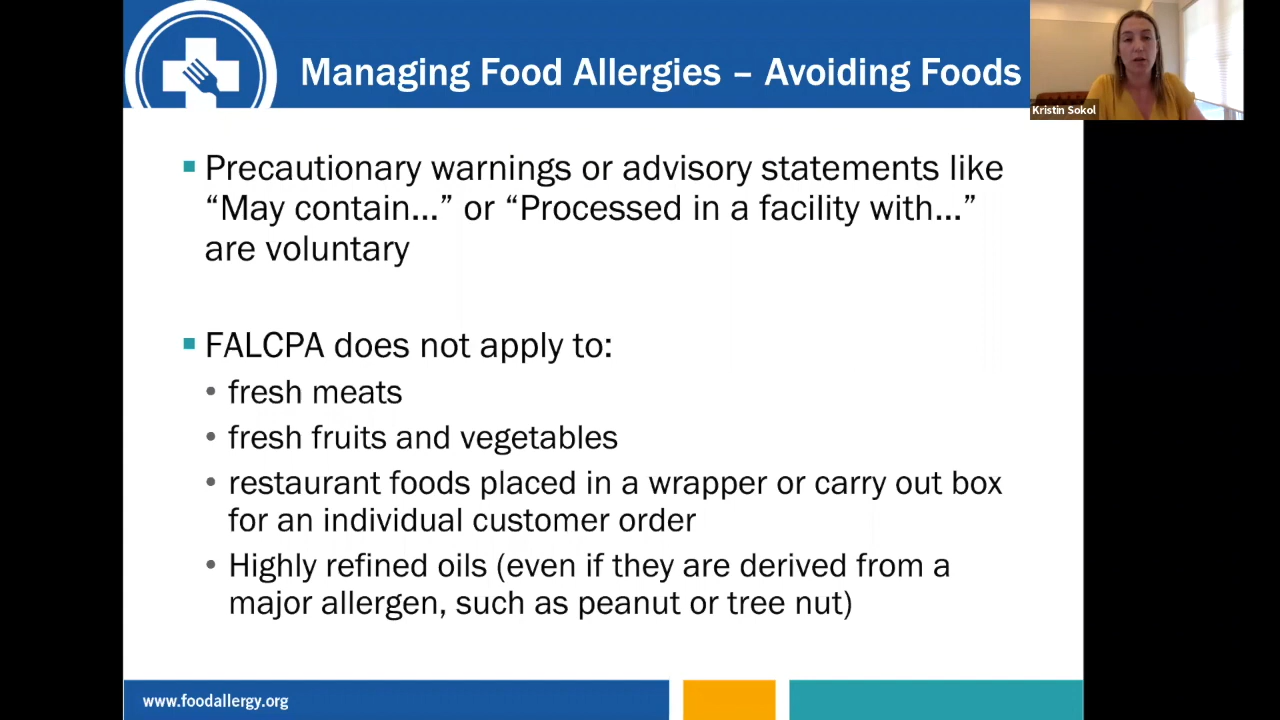 Managing Food Allergies – Avoiding Foods
Kristin Sokol
▪ Precautionary warnings or advisory statements like
“May contain...” or “Processed in a facility with...”
are voluntary
▪ FALCPA does not apply to:
• fresh meats
• fresh fruits and vegetables
• restaurant foods placed in a wrapper or carry out box
for an individual customer order
• Highly refined oils (even if they are derived from a
major allergen, such as peanut or tree nut)
www.foodallergy.org